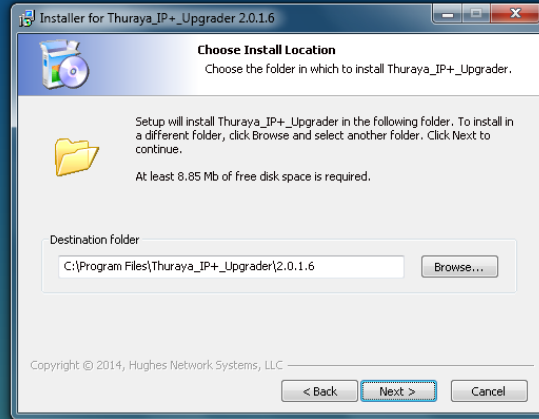 Installer for Thuraya_IP+_Upgrader 2.0.1.6
Choose Install Location
Choose the folder in which to install Thuraya_IP+_Upgrader.
Setup will install Thuraya_IP+_Upgrader in the following folder. To install in
a different folder, click Browse and select another folder. Click Next to
continue.
At least 8.85 Mb of free disk space is required.
Destination folder
C:\Program Files\Thuraya_IP+_Upgrader\2.0.1.6
Browse...
Copyright © 2014, Hughes Network Systems, LLC
< Back
Next >
Cancel